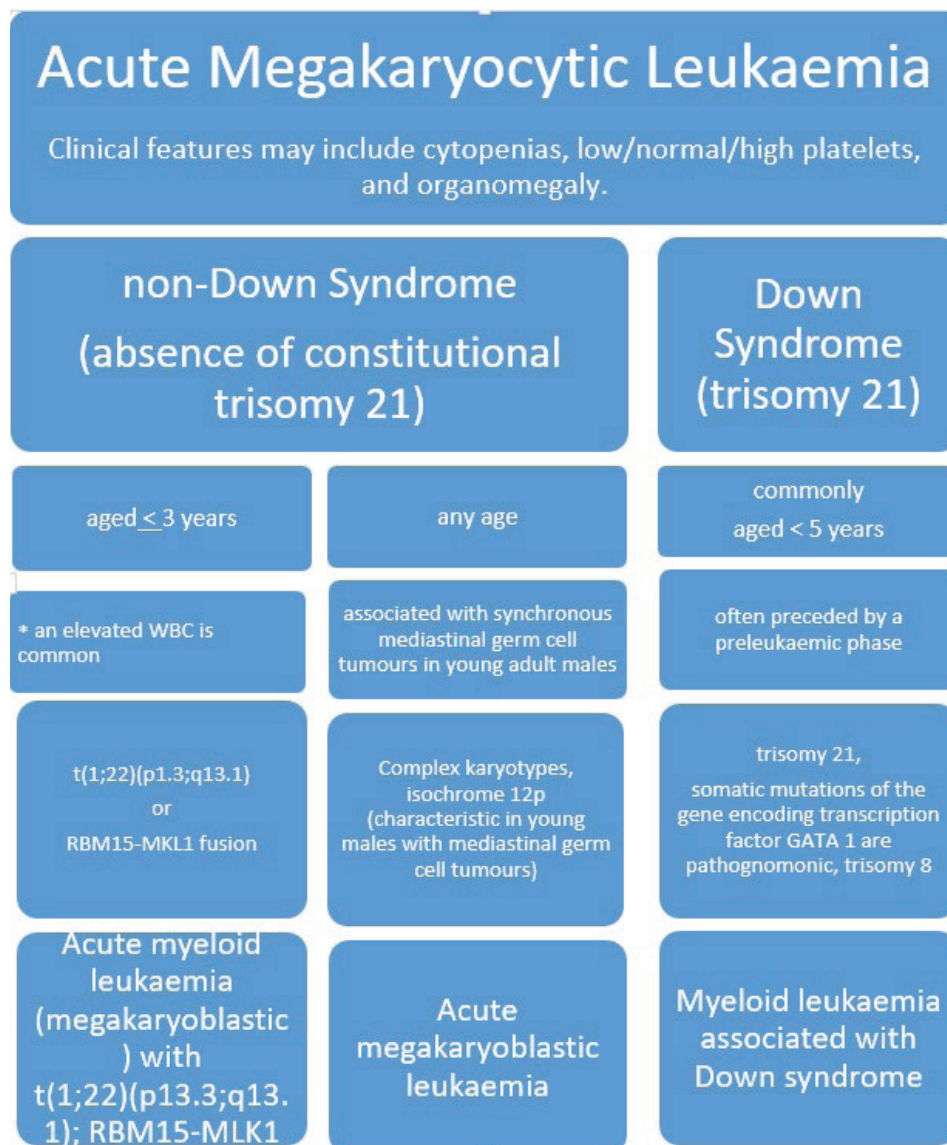 Acute Megakaryocytic Leukaemia
Clinical features may include cytopenias, low/normal/high platelets,
and organomegaly.
non-Down Syndrome
(absence of constitutional
trisomy 21)
Down
Syndrome
(trisomy 21)
aged < 3 years
any age
commonly
aged < 5 years
* an elevated WBC is
common
associated with synchronous
mediastinal germ cell
tumours in young adult males
often preceded by a
preleukaemic phase
t(1;22)(p1.3;q13.1)
or
RBM15-MKL1 fusion
Complex karyotypes,
isochrome 12p
(characteristic in young
males with mediastinal germ
cell tumours)
trisomy 21,
somatic mutations of the
gene encoding transcription
factor GATA 1 are
pathognomonic, trisomy 8
Acute myeloid
leukaemia
(megakaryoblastic
) with
t(1;22)(p13.3;q13.
1); RBM15-MLK1
Acute
megakaryoblastic
leukaemia
Myeloid leukaemia
associated with
Down syndrome